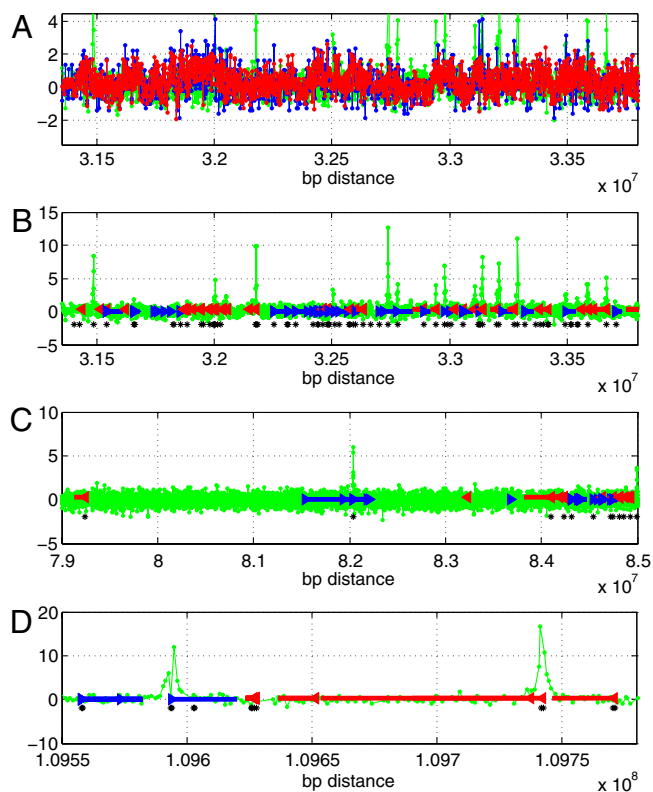 A
4
2
0
−2
3.15 3.2 3.25 3.3 3.35
bp distance
x 10^7
B
15
10
5
0
−5
3.15 3.2 3.25 3.3 3.35
bp distance
x 10^7
C
10
5
0
−5
7.9 8 8.1 8.2 8.3 8.4 8.5
bp distance
x 10^7
D
20
10
0
−10
1.0955 1.096 1.0965 1.097 1.0975
bp distance
x 10^8